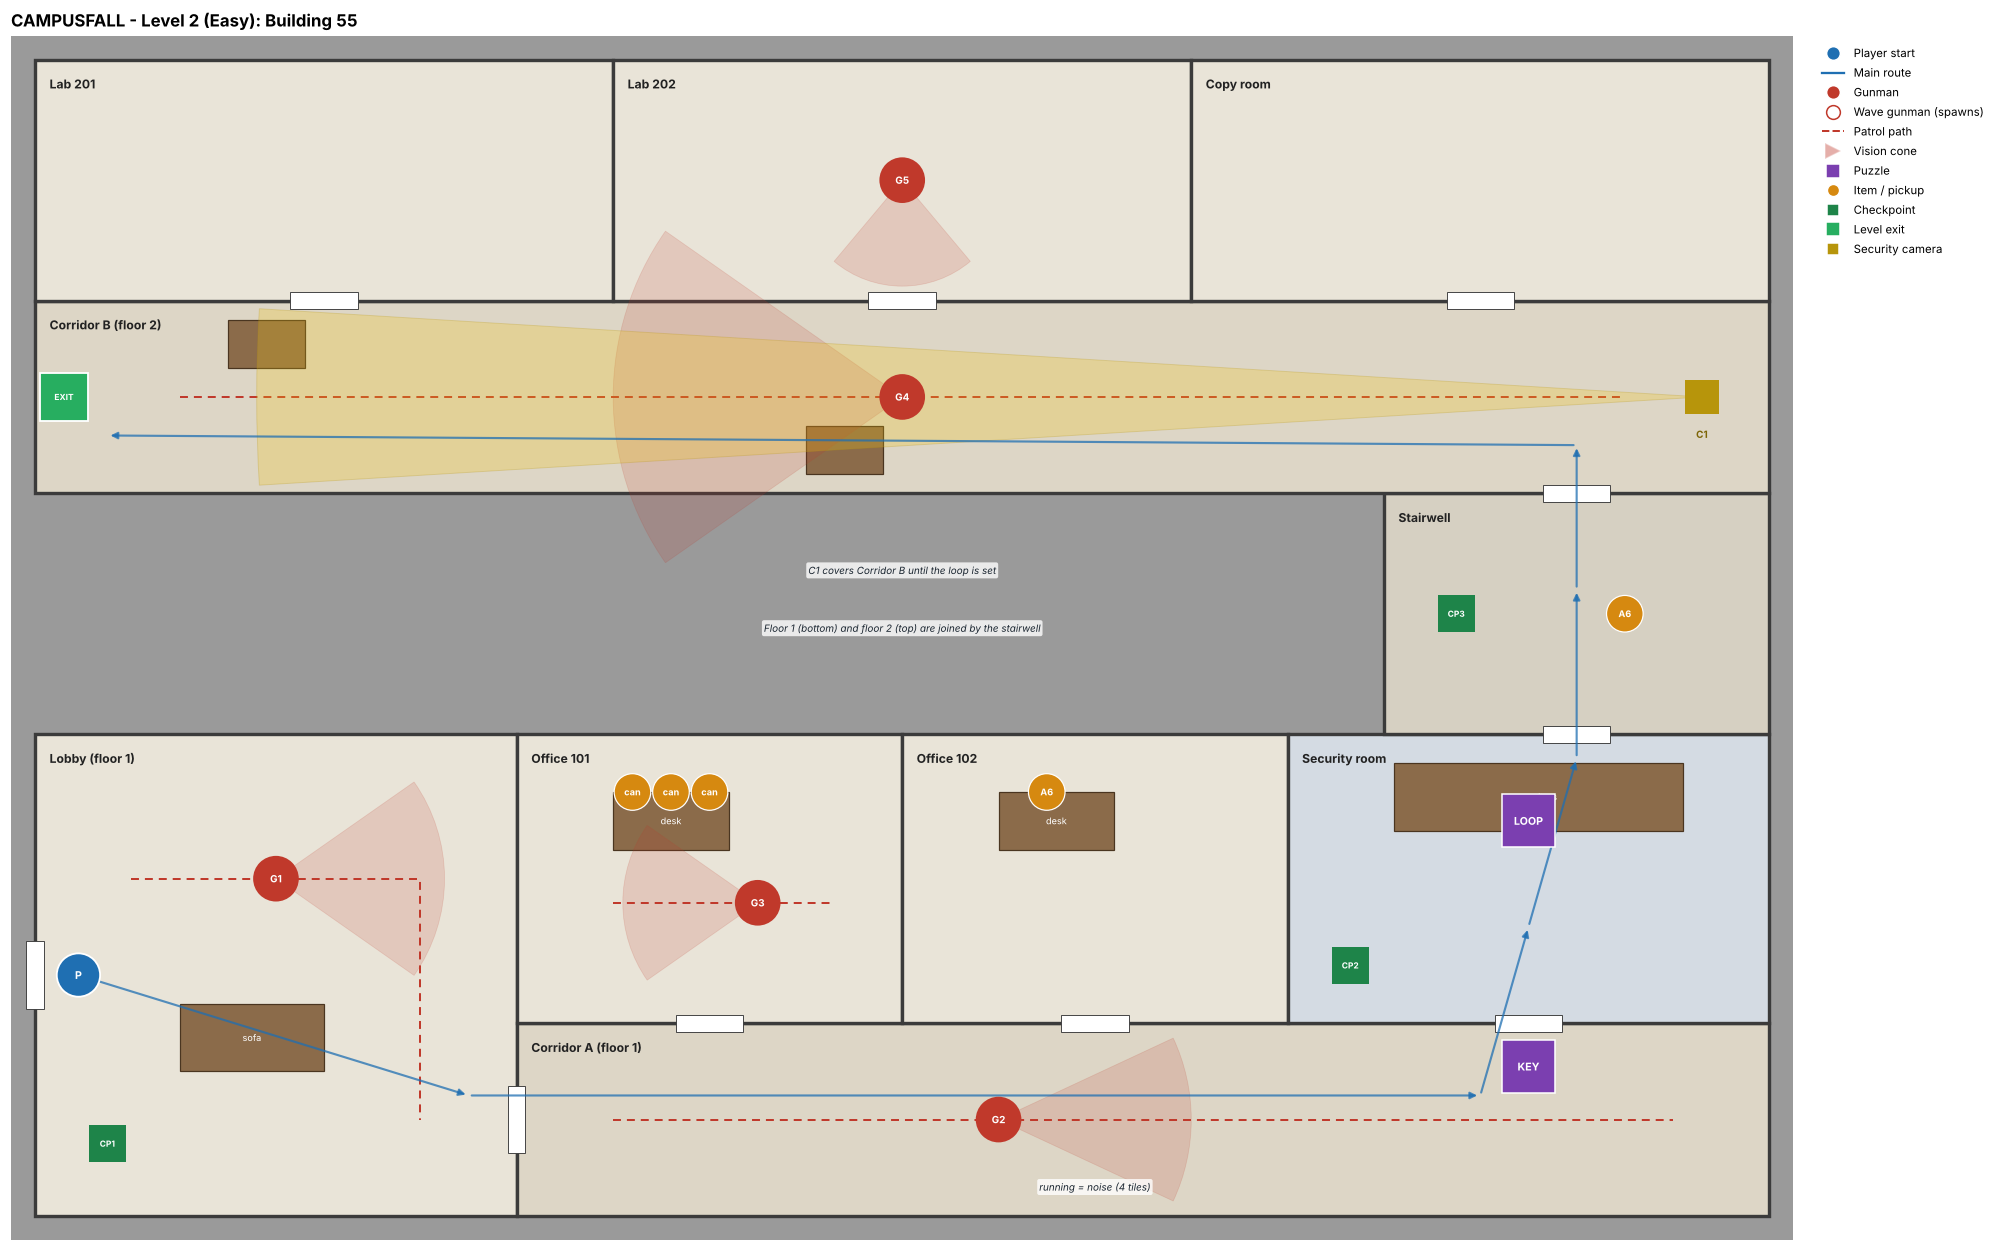 CAMPUSFALL - Level 2 (Easy): Building 55
Player start
Main route
Gunman
Wave gunman (spawns)
Patrol path
Vision cone
Puzzle
Item / pickup
Checkpoint
Level exit
Security camera
Lab 201
Lab 202
Copy room
G5
Corridor B (floor 2)
EXIT
G4
C1
Stairwell
C1 covers Corridor B until the loop is set
CP3
A6
Floor 1 (bottom) and floor 2 (top) are joined by the stairwell
Lobby (floor 1)
Office 101
Office 102
Security room
can
can
can
A6
desk
desk
LOOP
G1
G3
P
CP2
sofa
Corridor A (floor 1)
KEY
G2
CP1
running = noise (4 tiles)